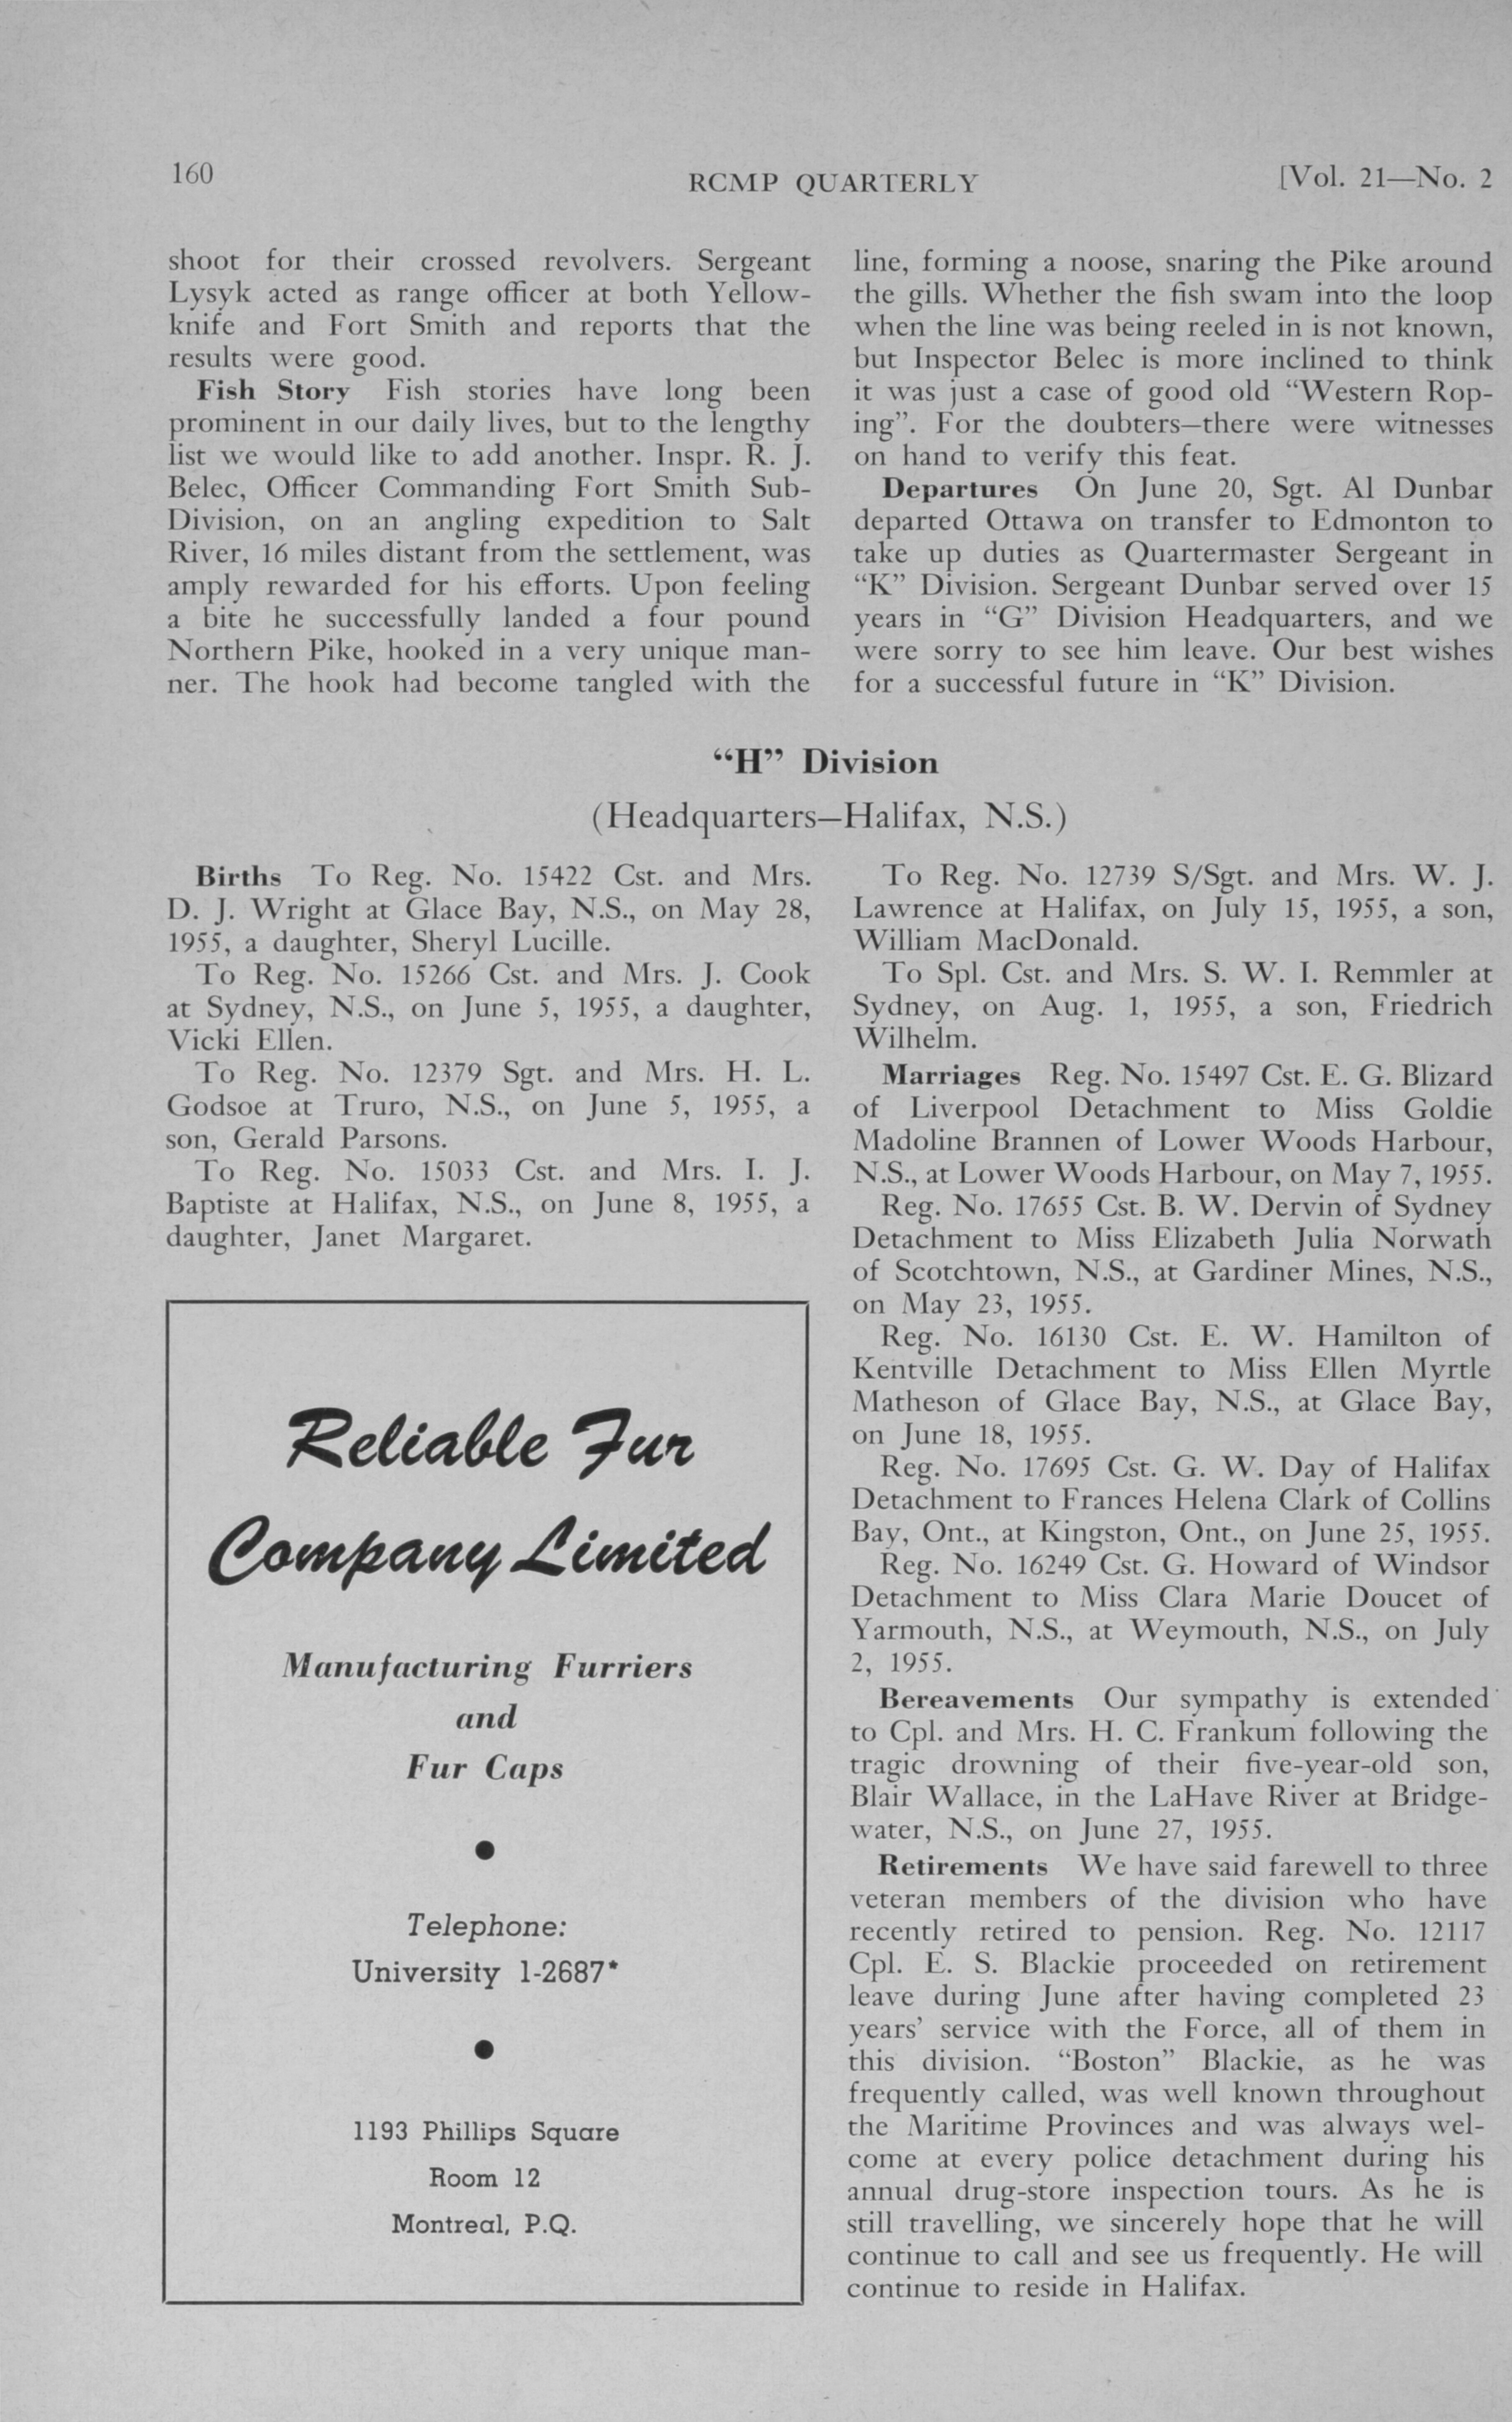 160
RCMP QUARTERLY
[Vol. 21—No. 2
shoot for their crossed revolvers. Sergeant
Lysyk acted as range officer at both Yellow-
knife and Fort Smith and reports that the
results were good.
Fish Story Fish stories have long been
prominent in our daily lives, but to the lengthy
list we would like to add another. Inspr. R. J.
Belec, Officer Commanding Fort Smith Sub-
Division, on an angling expedition to Salt
River, 16 miles distant from the settlement, was
amply rewarded for his efforts. Upon feeling
a bite he successfully landed a four pound
Northern Pike, hooked in a very unique man-
ner. The hook had become tangled with the
line, forming a noose, snaring the Pike around
the gills. Whether the fish swam into the loop
when the line was being reeled in is not known,
but Inspector Belec is more inclined to think
it was just a case of good old “Western Rop-
ing”. For the doubters—there were witnesses
on hand to verify this feat.
Departures On June 20, Sgt. Al Dunbar
departed Ottawa on transfer to Edmonton to
take up duties as Quartermaster Sergeant in
“K” Division. Sergeant Dunbar served over 15
years in “G” Division Headquarters, and we
were sorry to see him leave. Our best wishes
for a successful future in “K” Division.
“H” Division
(Headquarters—Halifax, N.S.)
Births To Reg. No. 15422 Cst. and Mrs.
D. J. Wright at Glace Bay, N.S., on May 28,
1955, a daughter, Sheryl Lucille.
To Reg. No. 15266 Cst. and Mrs. J. Cook
at Sydney, N.S., on June 5, 1955, a daughter,
Vicki Ellen.
To Reg. No. 12379 Sgt. and Mrs. H. L.
Godsoe at Truro, N.S., on June 5, 1955, a
son, Gerald Parsons.
To Reg. No. 15033 Cst. and Mrs. I. J.
Baptiste at Halifax, N.S., on June 8, 1955, a
daughter, Janet Margaret.
Reliable Fur
Company Limited
Manufacturing Furriers
and
Fur Caps
•
Telephone:
University 1-2687*
•
1193 Phillips Square
Room 12
Montreal, P.Q.
To Reg. No. 12739 S/Sgt. and Mrs. W. J.
Lawrence at Halifax, on July 15, 1955, a son,
William MacDonald.
To Spl. Cst. and Mrs. S. W. I. Remmler at
Sydney, on Aug. 1, 1955, a son, Friedrich
Wilhelm.
Marriages Reg. No. 15497 Cst. E. G. Blizard
of Liverpool Detachment to Miss Goldie
Madoline Brannen of Lower Woods Harbour,
N.S., at Lower Woods Harbour, on May 7, 1955.
Reg. No. 17655 Cst. B. W. Dervin of Sydney
Detachment to Miss Elizabeth Julia Norwath
of Scotchtown, N.S., at Gardiner Mines, N.S.,
on May 23, 1955.
Reg. No. 16130 Cst. E. W. Hamilton of
Kentville Detachment to Miss Ellen Myrtle
Matheson of Glace Bay, N.S., at Glace Bay,
on June 18, 1955.
Reg. No. 17695 Cst. G. W. Day of Halifax
Detachment to Frances Helena Clark of Collins
Bay, Ont., at Kingston, Ont., on June 25, 1955.
Reg. No. 16249 Cst. G. Howard of Windsor
Detachment to Miss Clara Marie Doucet of
Yarmouth, N.S., at Weymouth, N.S., on July
2, 1955.
Bereavements Our sympathy is extended
to Cpl. and Mrs. H. C. Frankum following the
tragic drowning of their five-year-old son,
Blair Wallace, in the LaHave River at Bridge-
water, N.S., on June 27, 1955.
Retirements We have said farewell to three
veteran members of the division who have
recently retired to pension. Reg. No. 12117
Cpl. E. S. Blackie proceeded on retirement
leave during June after having completed 23
years’ service with the Force, all of them in
this division. “Boston” Blackie, as he was
frequently called, was well known throughout
the Maritime Provinces and was always wel-
come at every police detachment during his
annual drug-store inspection tours. As he is
still travelling, we sincerely hope that he will
continue to call and see us frequently. He will
continue to reside in Halifax.